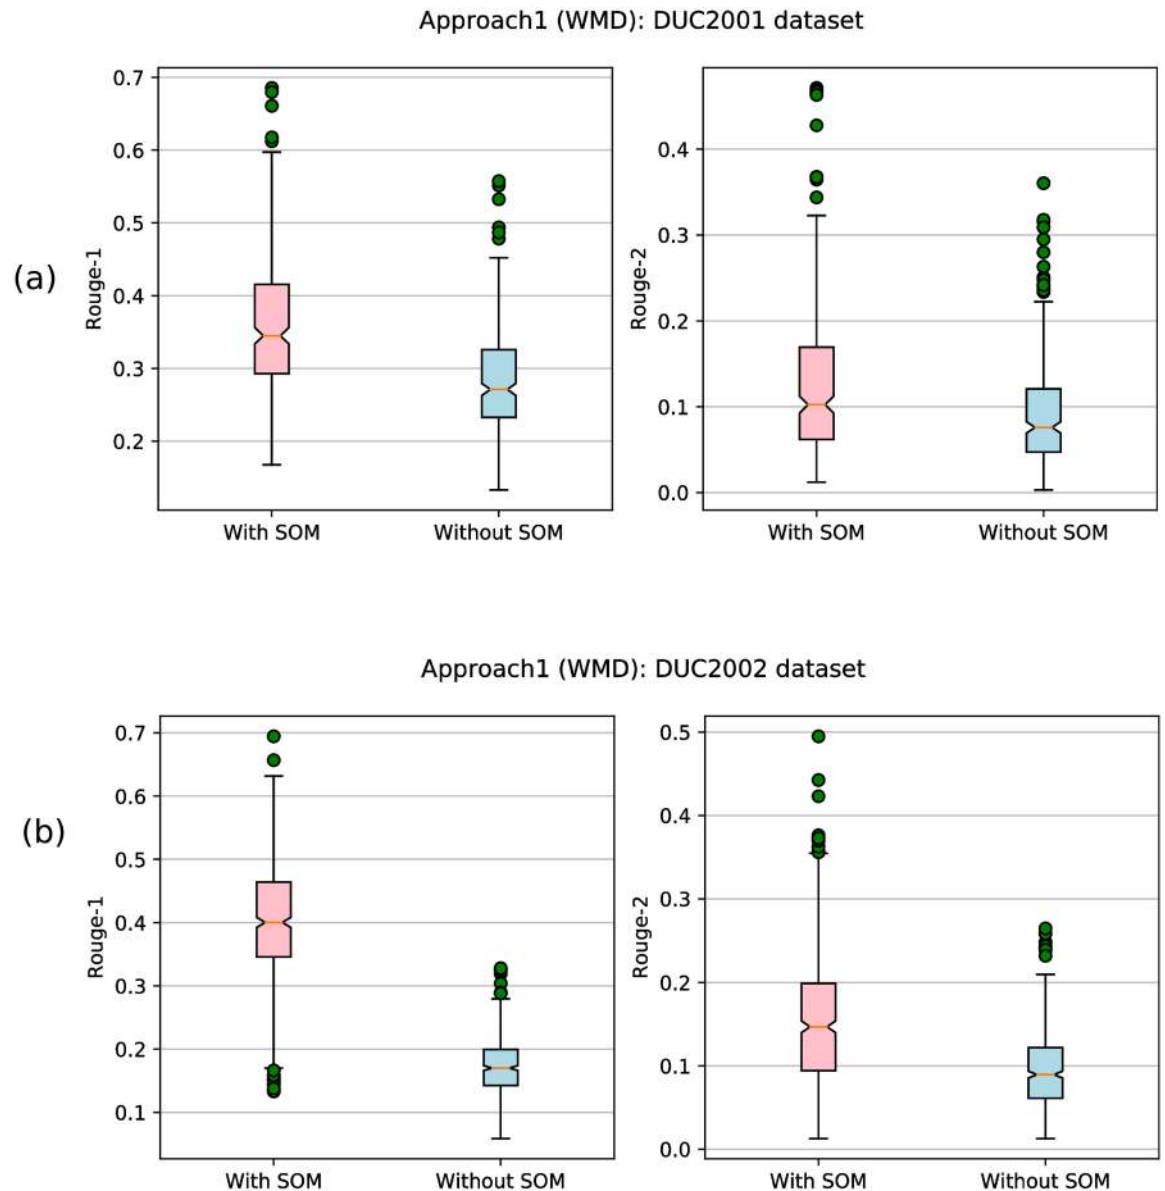 Approach1 (WMD): DUC2001 dataset
(a)
Rouge-1
0.7
0.6
0.5
0.4
0.3
0.2
With SOM Without SOM
Rouge-2
0.4
0.3
0.2
0.1
0.0
With SOM Without SOM
Approach1 (WMD): DUC2002 dataset
(b)
Rouge-1
0.7
0.6
0.5
0.4
0.3
0.2
0.1
With SOM Without SOM
Rouge-2
0.5
0.4
0.3
0.2
0.1
0.0
With SOM Without SOM